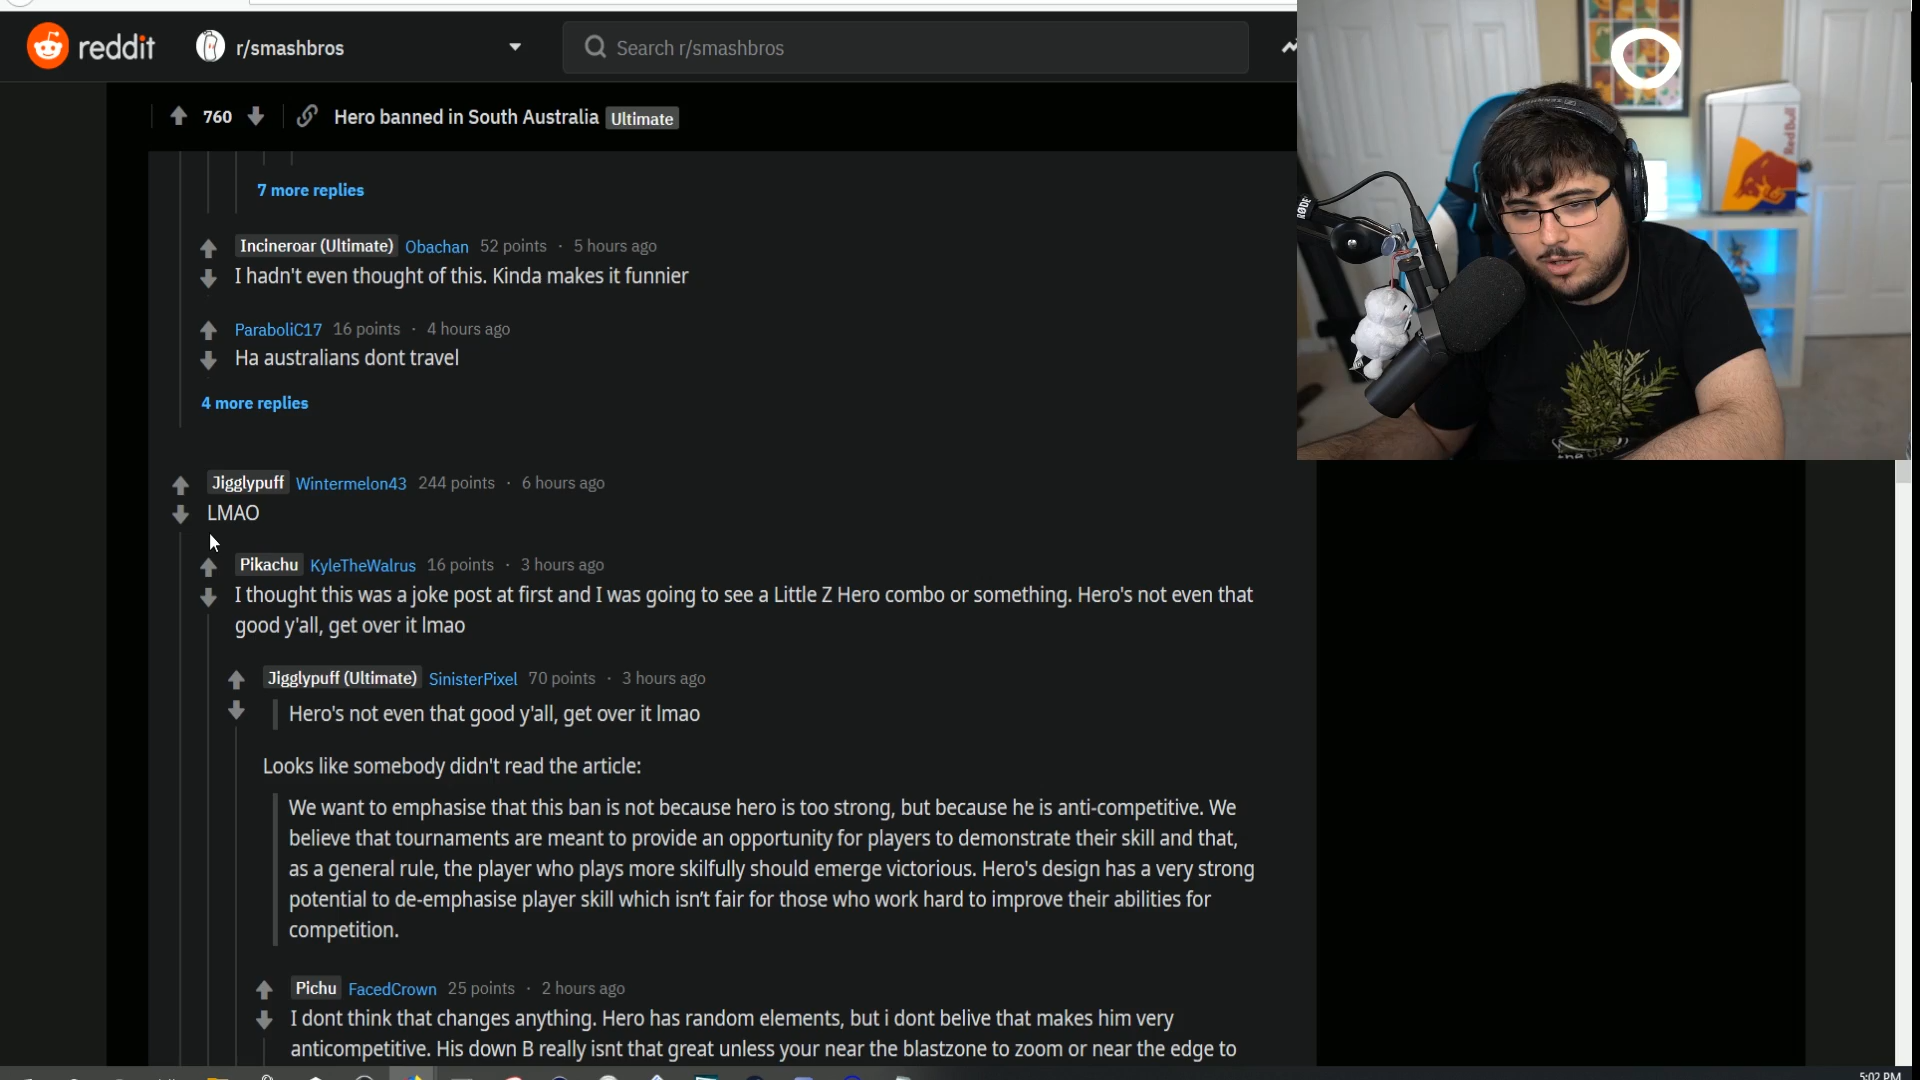 reddit r/smashbros Search r/smashbros
760 Hero banned in South Australia Ultimate
7 more replies
Incineroar (Ultimate) Obachan 52 points · 5 hours ago
I hadn't even thought of this. Kinda makes it funnier
ParaboliC17 16 points · 4 hours ago
Ha australians dont travel
4 more replies
Jigglypuff Wintermelon43 244 points · 6 hours ago
LMAO
Pikachu KyleTheWalrus 16 points · 3 hours ago
I thought this was a joke post at first and I was going to see a Little Z Hero combo or something. Hero's not even that
good y'all, get over it lmao
Jigglypuff (Ultimate) SinisterPixel 70 points · 3 hours ago
Hero's not even that good y'all, get over it lmao
Looks like somebody didn't read the article:
We want to emphasise that this ban is not because hero is too strong, but because he is anti-competitive. We
believe that tournaments are meant to provide an opportunity for players to demonstrate their skill and that,
as a general rule, the player who plays more skilfully should emerge victorious. Hero's design has a very strong
potential to de-emphasise player skill which isn't fair for those who work hard to improve their abilities for
competition.
Pichu FacedCrown 25 points · 2 hours ago
I dont think that changes anything. Hero has random elements, but i dont belive that makes him very
anticompetitive. His down B really isnt that great unless your near the blastzone to zoom or near the edge to
RØDE
Red Bull
5:02 PM